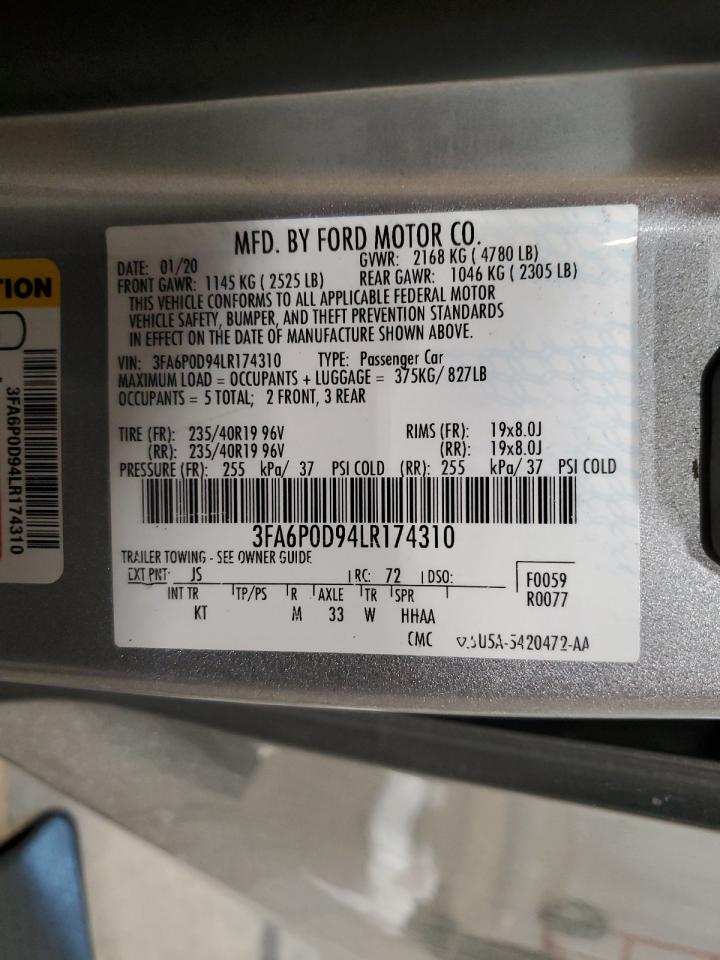 MFD. BY FORD MOTOR CO.
DATE: 01/20 GVWR: 2168 KG ( 4780 LB)
FRONT GAWR: 1145 KG ( 2525 LB) REAR GAWR: 1046 KG ( 2305 LB)
THIS VEHICLE CONFORMS TO ALL APPLICABLE FEDERAL MOTOR
VEHICLE SAFETY, BUMPER, AND THEFT PREVENTION STANDARDS
IN EFFECT ON THE DATE OF MANUFACTURE SHOWN ABOVE.
VIN: 3FA6P0D94LR174310 TYPE: Passenger Car
MAXIMUM LOAD = OCCUPANTS + LUGGAGE = 375KG/ 827LB
OCCUPANTS = 5 TOTAL; 2 FRONT, 3 REAR
TIRE (FR): 235/40R19 96V RIMS (FR): 19x8.0J
(RR): 235/40R19 96V (RR): 19x8.0J
PRESSURE (FR): 255 kPa/ 37 PSI COLD (RR): 255 kPa/ 37 PSI COLD
3FA6P0D94LR174310
TRAILER TOWING - SEE OWNER GUIDE
EXT PNT: JS RC: 72 DSO: F0059
INT TR TP/PS R AXLE TR SPR R0077
KT M 33 W HHAA
CMC 5U5A-5420472-AA
TION
3FA6P0D94LR174310